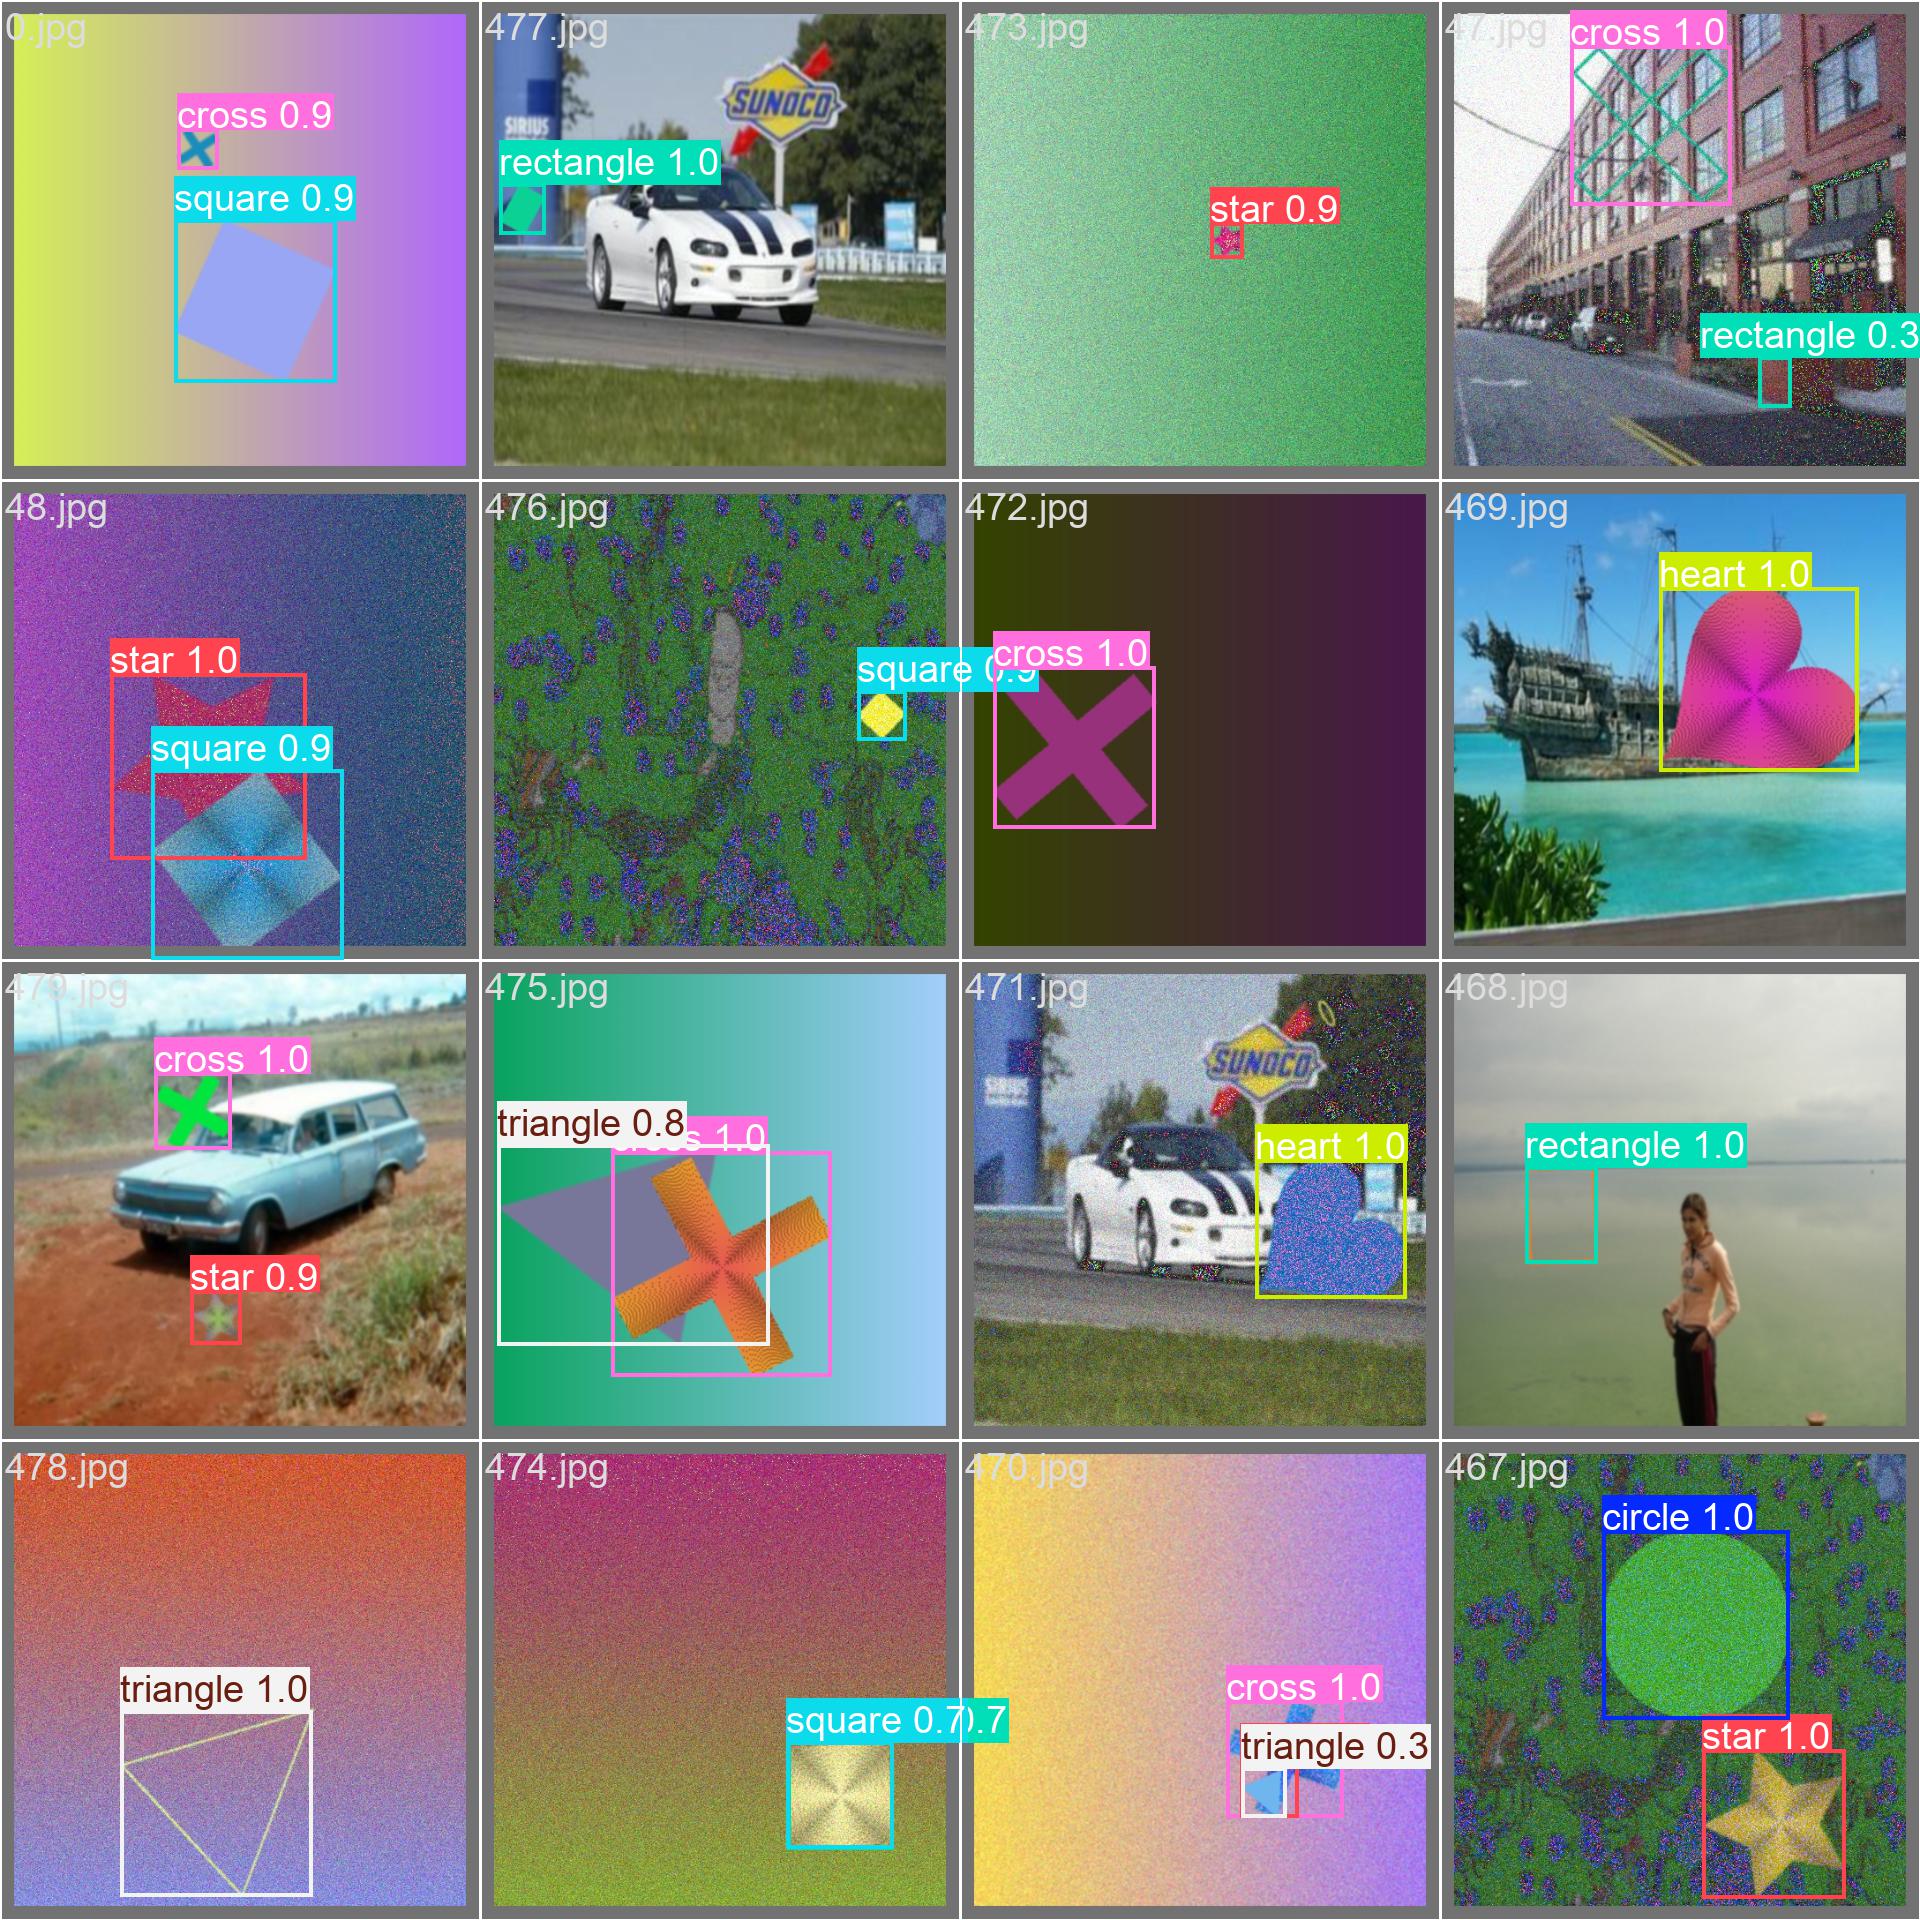 0.jpg
cross 0.9
square 0.9
477.jpg
SUNOCO
SIRIUS
rectangle 1.0
473.jpg
star 0.9
47.jpg
cross 1.0
rectangle 0.3
48.jpg
star 1.0
square 0.9
476.jpg
square 0.9
472.jpg
cross 1.0
469.jpg
heart 1.0
479.jpg
cross 1.0
star 0.9
475.jpg
triangle 0.8
1.0
471.jpg
SUNOCO
SIRIUS
heart 1.0
468.jpg
rectangle 1.0
478.jpg
triangle 1.0
474.jpg
square 0.7
.7
470.jpg
cross 1.0
triangle 0.3
467.jpg
circle 1.0
star 1.0